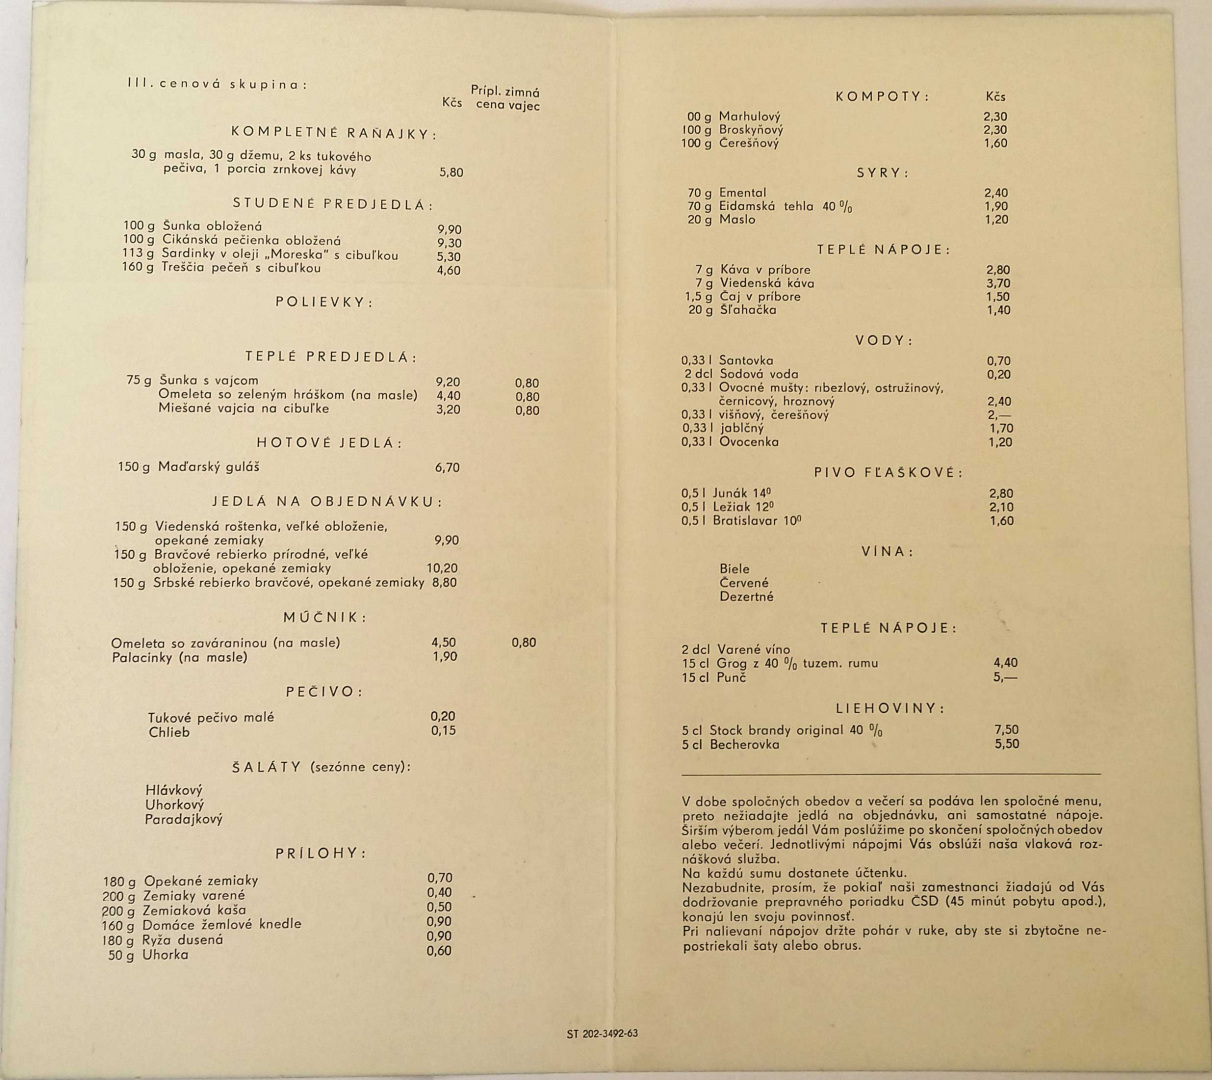 III. cenová skupina:
Prípl. zimná
Kčs cena vajec
KOMPLETNÉ RAŇAJKY:
30 g masla, 30 g džemu, 2 ks tukového
pečiva, 1 porcia zrnkovej kávy 5,80
STUDENÉ PREDJEDLÁ:
100 g Šunka obložená 9,90
100 g Cikánská pečienka obložená 9,30
113 g Sardinky v oleji „Moreska“ s cibuľkou 5,30
160 g Treščia pečeň s cibuľkou 4,60
POLIEVKY:
TEPLÉ PREDJEDLÁ:
75 g Šunka s vajcom 9,20 0,80
Omeleta so zeleným hráškom (na masle) 4,40 0,80
Miešané vajcia na cibuľke 3,20 0,80
HOTOVÉ JEDLÁ:
150 g Maďarský guláš 6,70
JEDLÁ NA OBJEDNÁVKU:
150 g Viedenská roštenka, veľké obloženie,
opekané zemiaky 9,90
150 g Bravčové rebierko prírodné, veľké
obloženie, opekané zemiaky 10,20
150 g Srbské rebierko bravčové, opekané zemiaky 8,80
MÚČNIK:
Omeleta so zaváraninou (na masle) 4,50 0,80
Palacinky (na masle) 1,90
PEČIVO:
Tukové pečivo malé 0,20
Chlieb 0,15
ŠALÁTY (sezónne ceny):
Hlávkový
Uhorkový
Paradajkový
PRÍLOHY:
180 g Opekané zemiaky 0,70
200 g Zemiaky varené 0,40
200 g Zemiaková kaša 0,50
160 g Domáce žemlové knedle 0,90
180 g Ryža dusená 0,90
50 g Uhorka 0,60
KOMPOTY: Kčs
00 g Marhulový 2,30
100 g Broskyňový 2,30
100 g Čerešňový 1,60
SYRY:
70 g Ementál 2,40
70 g Eidamská tehla 40 % 1,90
20 g Maslo 1,20
TEPLÉ NÁPOJE:
7 g Káva v príbore 2,80
7 g Viedenská káva 3,70
1,5 g Čaj v príbore 1,50
20 g Šľahačka 1,40
VODY:
0,33 l Santovka 0,70
2 dcl Sodová voda 0,20
0,33 l Ovocné mušty: ríbezlový, ostružinový,
černicový, hroznový 2,40
0,33 l višňový, čerešňový 2,—
0,33 l jablčný 1,70
0,33 l Ovocenka 1,20
PIVO FĽAŠKOVÉ:
0,5 l Junák 14⁰ 2,80
0,5 l Ležiak 12⁰ 2,10
0,5 l Bratislavar 10⁰ 1,60
VÍNA:
Biele
Červené
Dezertné
TEPLÉ NÁPOJE:
2 dcl Varené víno
15 cl Grog z 40 % tuzem. rumu 4,40
15 cl Punč 5,—
LIEHOVINY:
5 cl Stock brandy original 40 % 7,50
5 cl Becherovka 5,50
V dobe spoločných obedov a večerí sa podáva len spoločné menu,
preto nežiadajte jedlá na objednávku, ani samostatné nápoje.
Širším výberom jedál Vám poslúžime po skončení spoločných obedov
alebo večerí. Jednotlivými nápojmi Vás obslúži naša vlaková roz-
nášková služba.
Na každú sumu dostanete účtenku.
Nezabudnite, prosím, že pokiaľ naši zamestnanci žiadajú od Vás
dodržovanie prepravného poriadku ČSD (45 minút pobytu apod.),
konajú len svoju povinnosť.
Pri nalievaní nápojov držte pohár v ruke, aby ste si zbytočne ne-
postriekali šaty alebo obrus.
ST 202-3492-63